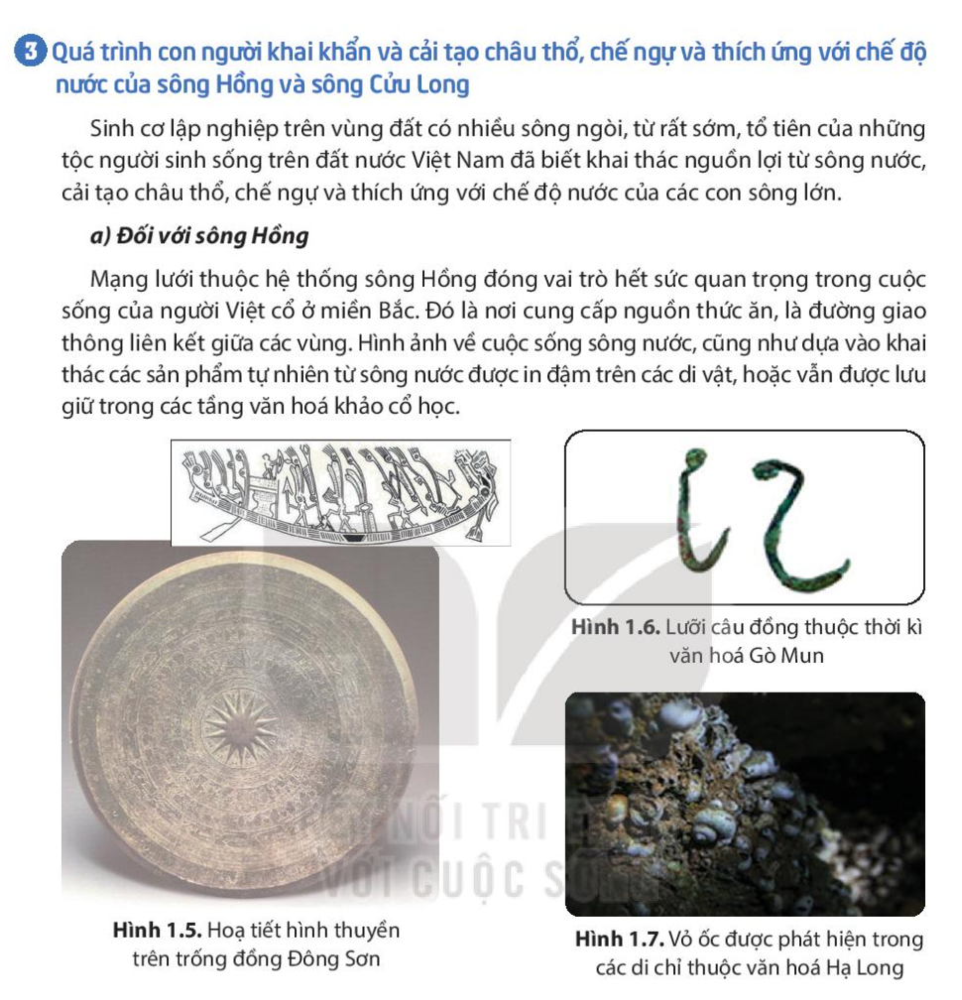 3 Quá trình con người khai khẩn và cải tạo châu thổ, chế ngự và thích ứng với chế độ
nước của sông Hồng và sông Cửu Long
Sinh cơ lập nghiệp trên vùng đất có nhiều sông ngòi, từ rất sớm, tổ tiên của những
tộc người sinh sống trên đất nước Việt Nam đã biết khai thác nguồn lợi từ sông nước,
cải tạo châu thổ, chế ngự và thích ứng với chế độ nước của các con sông lớn.
a) Đối với sông Hồng
Mạng lưới thuộc hệ thống sông Hồng đóng vai trò hết sức quan trọng trong cuộc
sống của người Việt cổ ở miền Bắc. Đó là nơi cung cấp nguồn thức ăn, là đường giao
thông liên kết giữa các vùng. Hình ảnh về cuộc sống sông nước, cũng như dựa vào khai
thác các sản phẩm tự nhiên từ sông nước được in đậm trên các di vật, hoặc vẫn được lưu
giữ trong các tầng văn hoá khảo cổ học.
Hình 1.5. Hoạ tiết hình thuyền
trên trống đồng Đông Sơn
Hình 1.6. Lưỡi câu đồng thuộc thời kì
văn hoá Gò Mun
Hình 1.7. Vỏ ốc được phát hiện trong
các di chỉ thuộc văn hoá Hạ Long
NỐI TRI
VỚI CUỘC